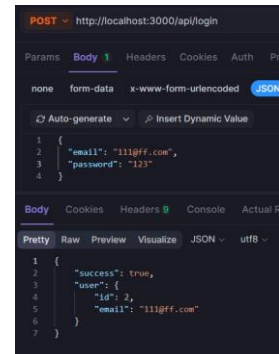 POST http://localhost:3000/api/login
Params Body 1 Headers Cookies Auth
none form-data x-www-form-urlencoded JSON
Auto-generate Insert Dynamic Value
1 {
2 "email": "111@ff.com",
3 "password": "123"
4 }
Body Cookies Headers 9 Console Actual
Pretty Raw Preview Visualize JSON utf8
1 {
2 "success": true,
3 "user": {
4 "id": 2,
5 "email": "111@ff.com"
6 }
7 }